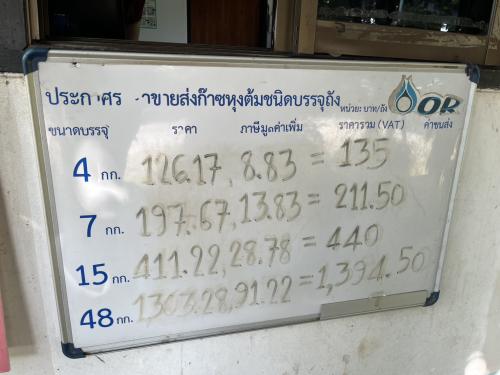 ประกาศร าขายส่งก๊าซหุงต้มชนิดบรรจุถัง หน่วย: บาท/ถัง OR
ขนาดบรรจุ ราคา ภาษีมูลค่าเพิ่ม ราคารวม (VAT) ค่าขนส่ง
4 กก. 126.17, 8.83 = 135
7 กก. 197.67, 13.83 = 211.50
15 กก. 411.22, 28.78 = 440
48 กก. 1,303.28, 91.22 = 1,394.50